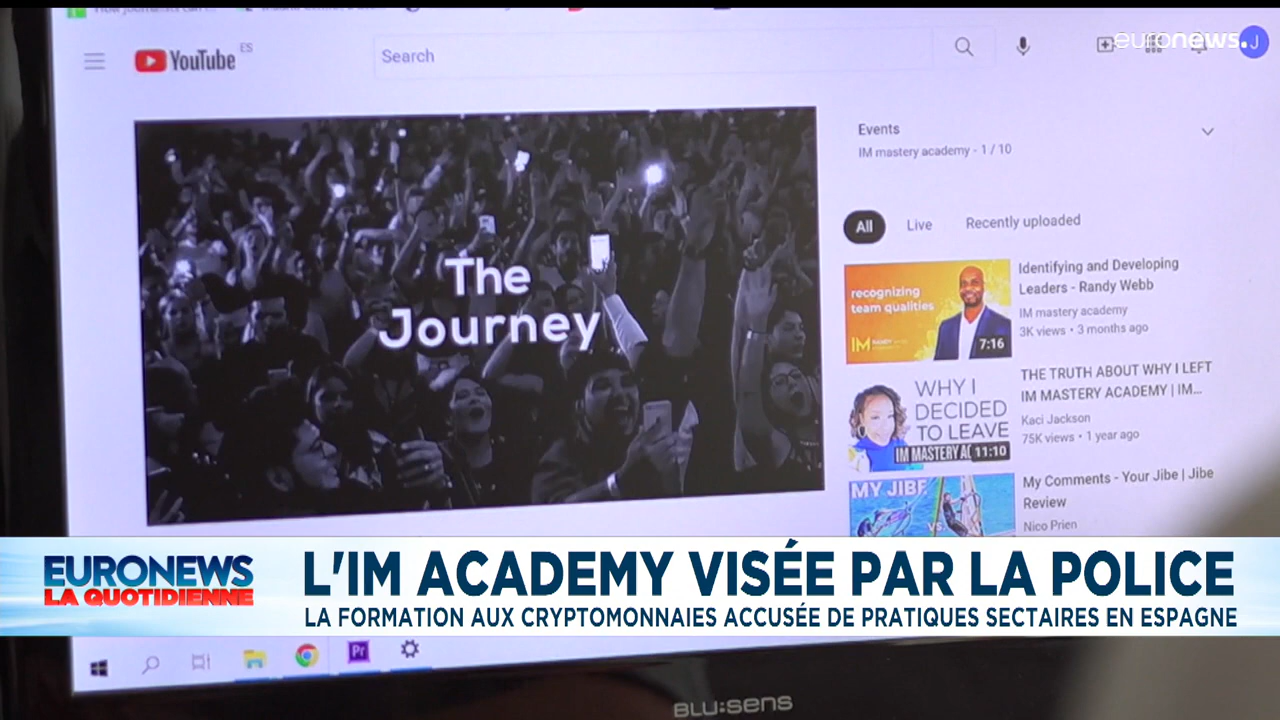 YouTube ES
Search
euronews.
J
The
Journey
Events
IM mastery academy - 1 / 10
All
Live
Recently uploaded
recognizing
team qualities
IM
7:16
Identifying and Developing
Leaders - Randy Webb
IM mastery academy
3K views • 3 months ago
WHY I
DECIDED
TO LEAVE
IM MASTERY AC
11:10
THE TRUTH ABOUT WHY I LEFT
IM MASTERY ACADEMY | IM...
Kaci Jackson
75K views • 1 year ago
MY JIBE
VS
My Comments - Your Jibe | Jibe
Review
Nico Prien
EURONEWS
LA QUOTIDIENNE
L'IM ACADEMY VISÉE PAR LA POLICE
LA FORMATION AUX CRYPTOMONNAIES ACCUSÉE DE PRATIQUES SECTAIRES EN ESPAGNE
Pr
BLU:SENS